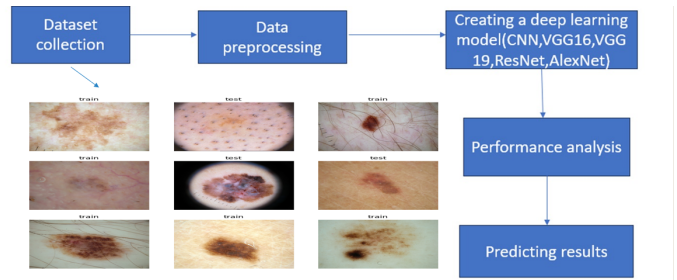 Dataset
collection
Data
preprocessing
Creating a deep learning
model(CNN,VGG16,VGG
19,ResNet,AlexNet)
train
test
train
train
test
test
train
train
train
Performance analysis
Predicting results